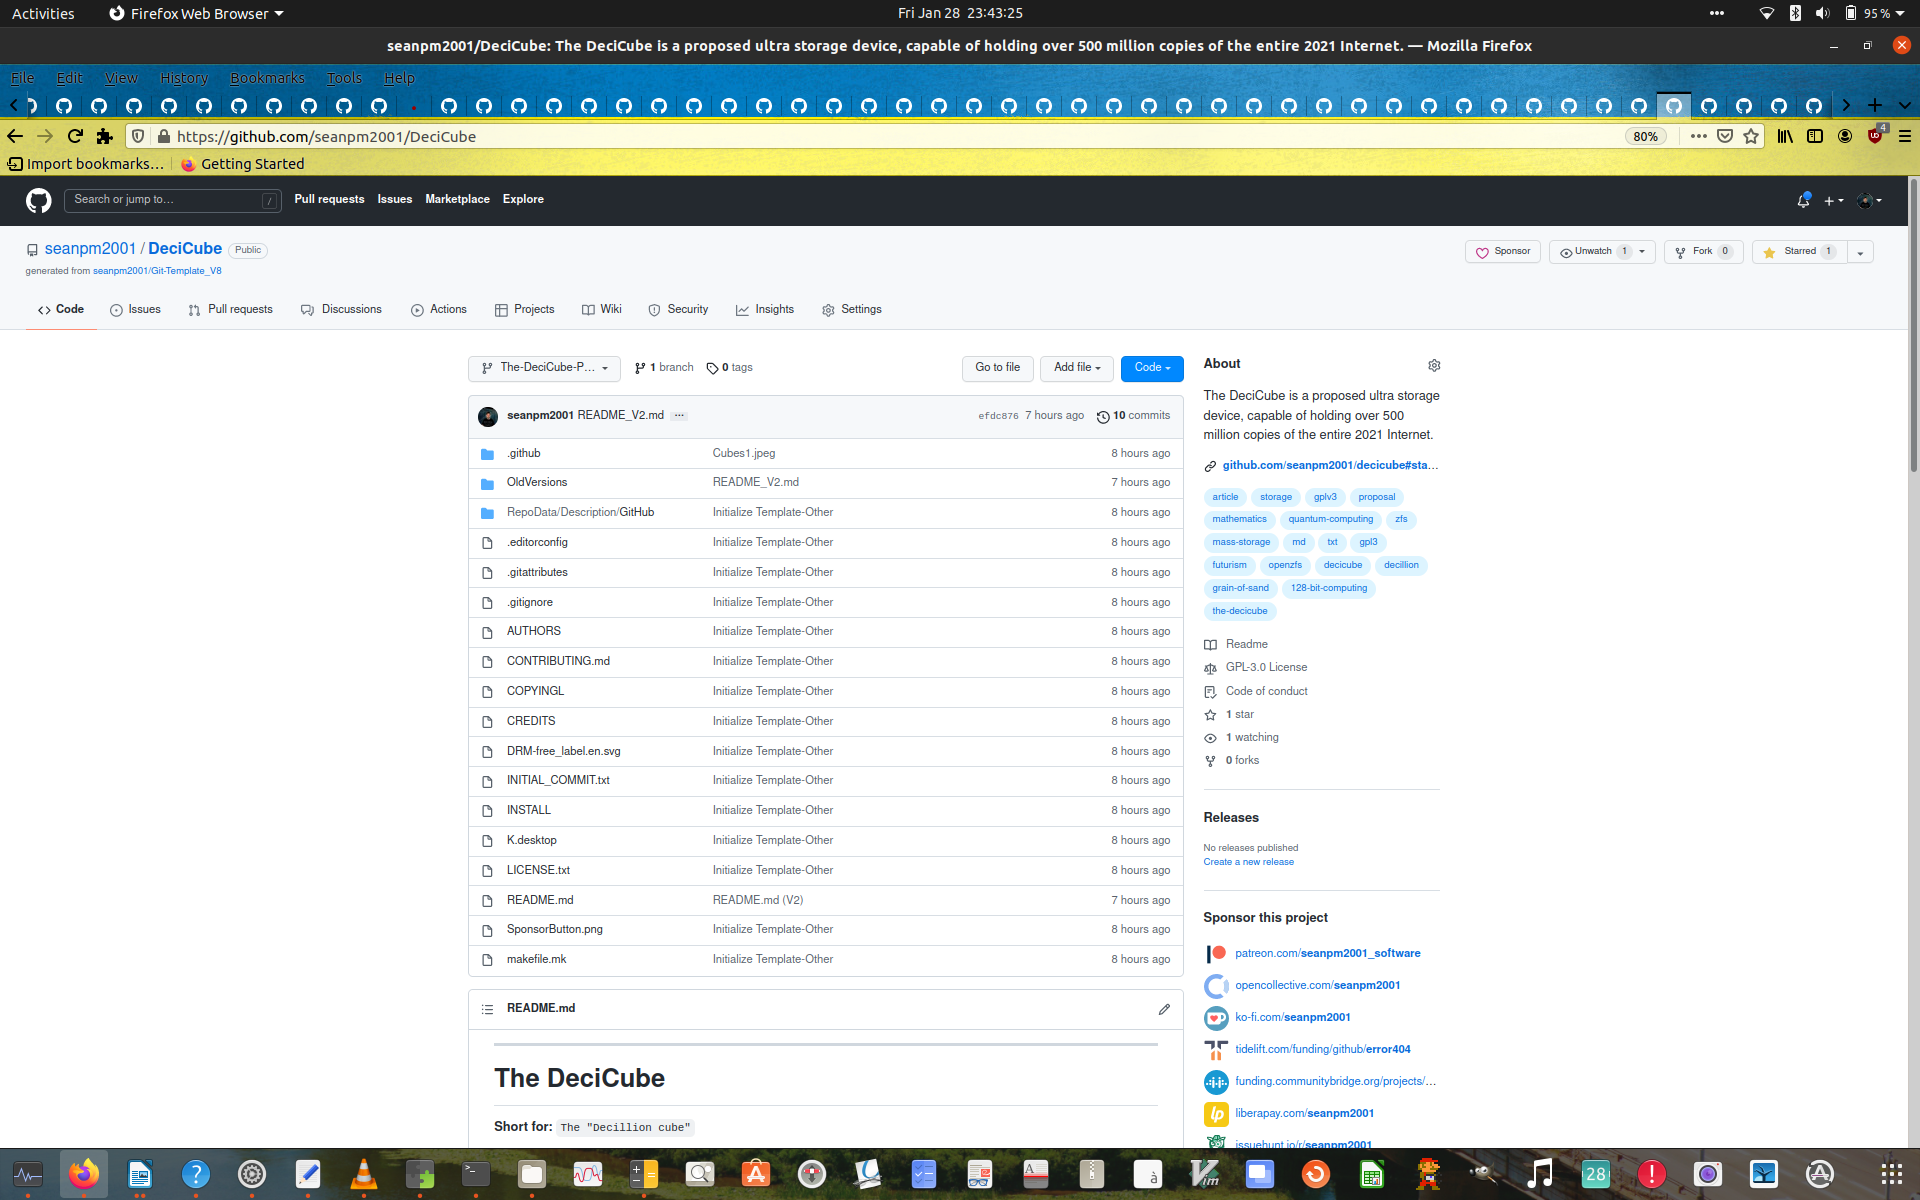 Activities Firefox Web Browser Fri Jan 28 23:43:25 95 %
seanpm2001/DeciCube: The DeciCube is a proposed ultra storage device, capable of holding over 500 million copies of the entire 2021 Internet. — Mozilla Firefox
File Edit View History Bookmarks Tools Help
https://github.com/seanpm2001/DeciCube 80% 4
Import bookmarks… Getting Started
Search or jump to… / Pull requests Issues Marketplace Explore
seanpm2001 / DeciCube Public
generated from seanpm2001/Git-Template_V8
Sponsor Unwatch 1 Fork 0 Starred 1
Code Issues Pull requests Discussions Actions Projects Wiki Security Insights Settings
The-DeciCube-P... 1 branch 0 tags Go to file Add file Code
seanpm2001 README_V2.md ... efdc876 7 hours ago 10 commits
.github Cubes1.jpeg 8 hours ago
OldVersions README_V2.md 7 hours ago
RepoData/Description/GitHub Initialize Template-Other 8 hours ago
.editorconfig Initialize Template-Other 8 hours ago
.gitattributes Initialize Template-Other 8 hours ago
.gitignore Initialize Template-Other 8 hours ago
AUTHORS Initialize Template-Other 8 hours ago
CONTRIBUTING.md Initialize Template-Other 8 hours ago
COPYINGL Initialize Template-Other 8 hours ago
CREDITS Initialize Template-Other 8 hours ago
DRM-free_label.en.svg Initialize Template-Other 8 hours ago
INITIAL_COMMIT.txt Initialize Template-Other 8 hours ago
INSTALL Initialize Template-Other 8 hours ago
K.desktop Initialize Template-Other 8 hours ago
LICENSE.txt Initialize Template-Other 8 hours ago
README.md README.md (V2) 7 hours ago
SponsorButton.png Initialize Template-Other 8 hours ago
makefile.mk Initialize Template-Other 8 hours ago
README.md
The DeciCube
Short for: The "Decillion cube"
About
The DeciCube is a proposed ultra storage
device, capable of holding over 500
million copies of the entire 2021 Internet.
github.com/seanpm2001/decicube#sta...
article storage gplv3 proposal
mathematics quantum-computing zfs
mass-storage md txt gpl3
futurism openzfs decicube decillion
grain-of-sand 128-bit-computing
the-decicube
Readme
GPL-3.0 License
Code of conduct
1 star
1 watching
0 forks
Releases
No releases published
Create a new release
Sponsor this project
patreon.com/seanpm2001_software
opencollective.com/seanpm2001
ko-fi.com/seanpm2001
tidelift.com/funding/github/error404
funding.communitybridge.org/projects/...
liberapay.com/seanpm2001
issuehunt.io/r/seanpm2001
28